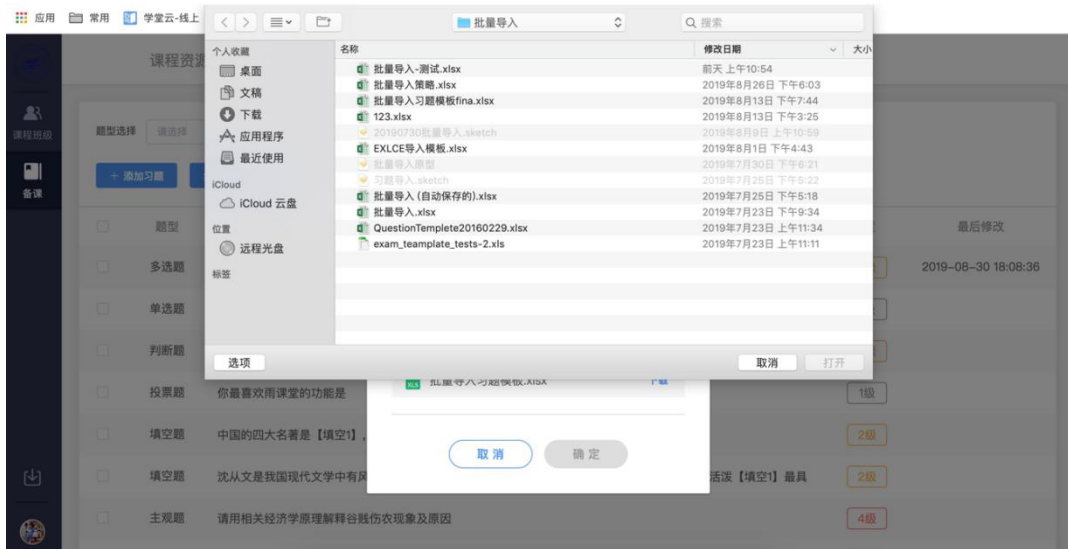 应用 常用 学堂云-线上
批量导入
搜索
课程资源
个人收藏
名称 修改日期 大小
桌面
批量导入-测试.xlsx 前天 上午10:54
文稿
批量导入策略.xlsx 2019年8月26日 下午6:03
批量导入习题模板fina.xlsx 2019年8月13日 下午7:44
下载
123.xlsx 2019年8月13日 下午3:25
课程班级
题型选择 请选择
应用程序
20190730批量导入.sketch 2019年8月9日 上午10:59
EXLCE导入模板.xlsx 2019年8月1日 下午4:43
最近使用
批量导入原型 2019年7月30日 下午6:21
+ 添加习题
习题导入.sketch 2019年7月25日 下午5:22
iCloud
备课
批量导入 (自动保存的).xlsx 2019年7月25日 下午5:18
iCloud 云盘
批量导入.xlsx 2019年7月23日 下午9:34
位置
题型
QuestionTemplete20160229.xlsx 2019年7月23日 上午11:34
最后修改
远程光盘
exam_teamplate_tests-2.xls 2019年7月23日 上午11:11
多选题 2019-08-30 18:08:36
标签
单选题
判断题
选项 取消 打开
XLS 批量导入习题模板.xlsx 下载
投票题 你最喜欢雨课堂的功能是 1级
填空题 中国的四大名著是【填空1】, 2级
取消 确定
填空题 沈从文是我国现代文学中有风 活泼【填空1】最具 2级
主观题 请用相关经济学原理解释谷贱伤农现象及原因 4级